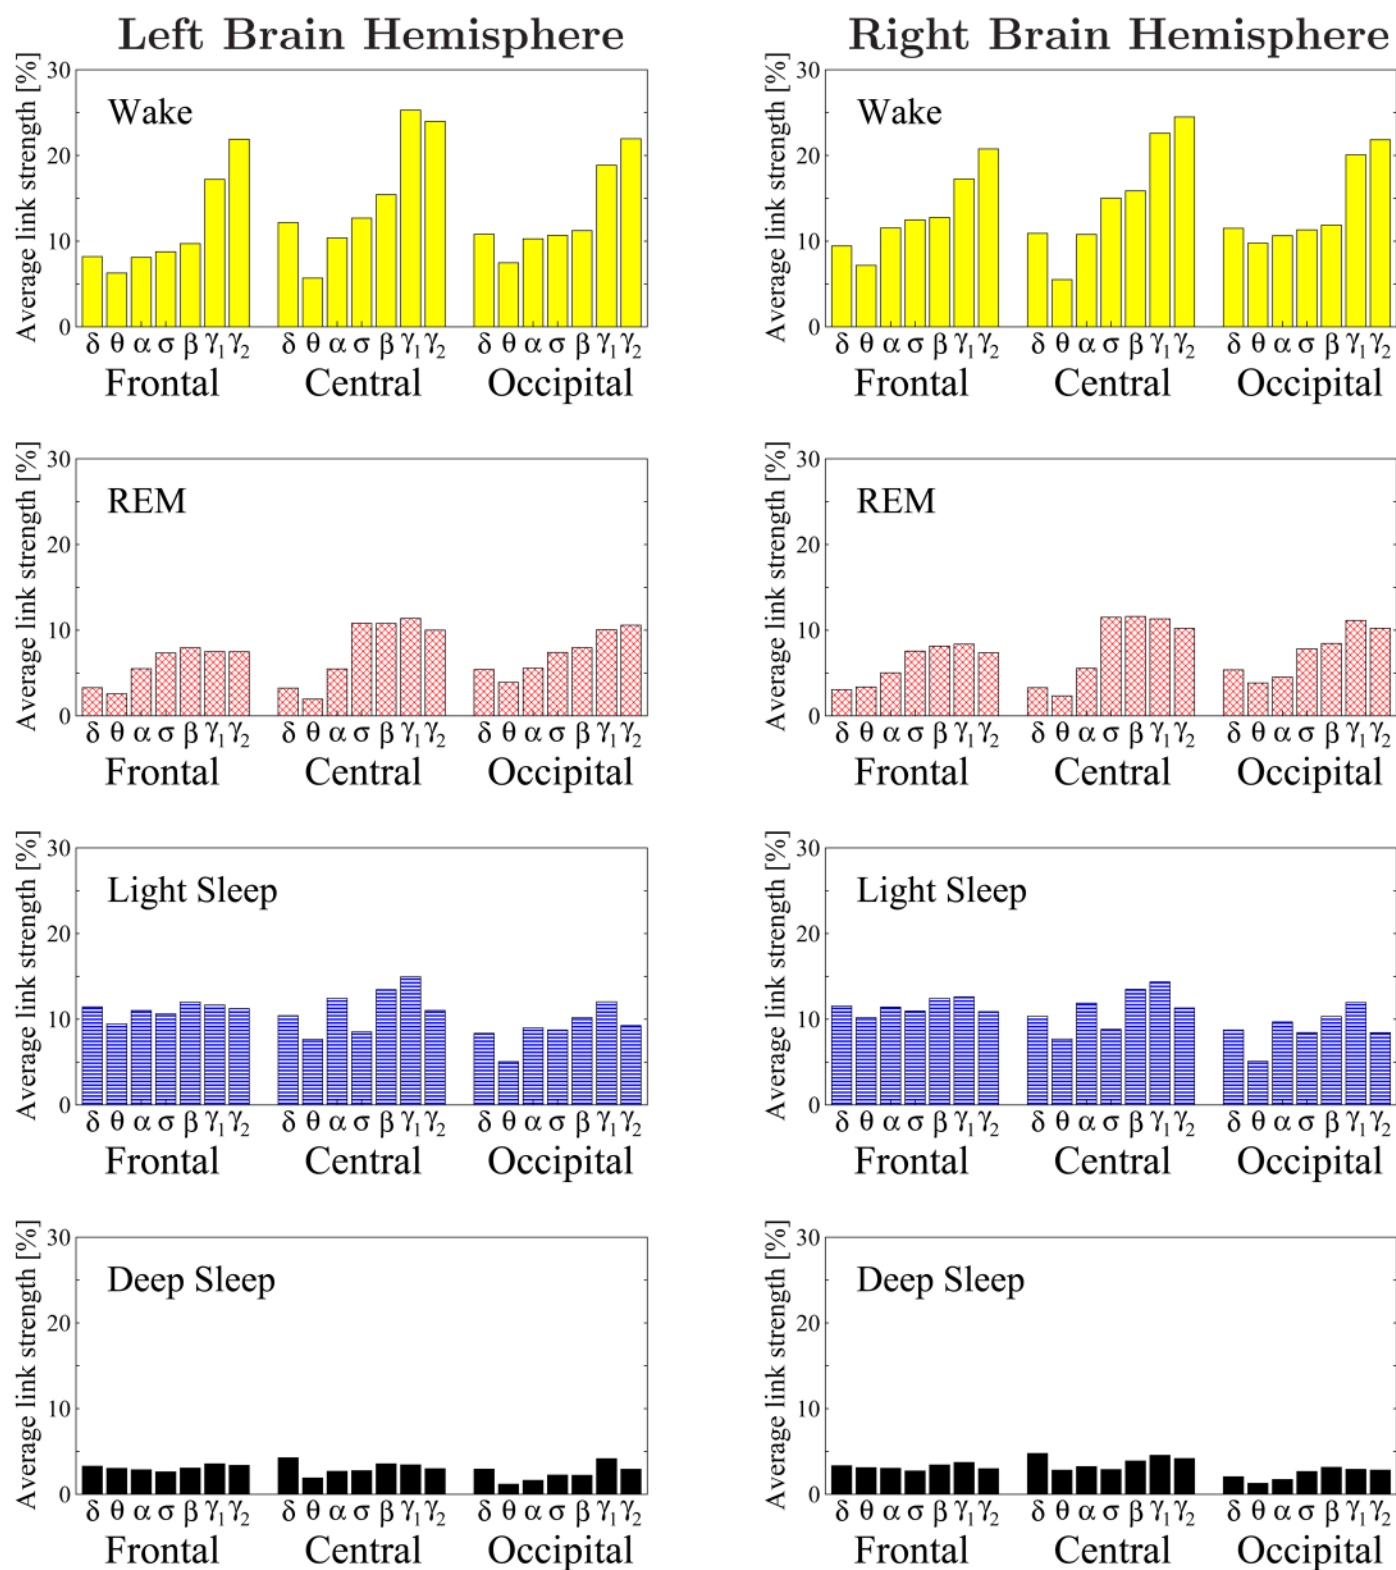 Left Brain Hemisphere
Right Brain Hemisphere
Average link strength [%]
30
20
10
0
Wake
δ θ α σ β γ1 γ2 δ θ α σ β γ1 γ2 δ θ α σ β γ1 γ2
Frontal Central Occipital
Average link strength [%]
30
20
10
0
Wake
δ θ α σ β γ1 γ2 δ θ α σ β γ1 γ2 δ θ α σ β γ1 γ2
Frontal Central Occipital
Average link strength [%]
30
20
10
0
REM
δ θ α σ β γ1 γ2 δ θ α σ β γ1 γ2 δ θ α σ β γ1 γ2
Frontal Central Occipital
Average link strength [%]
30
20
10
0
REM
δ θ α σ β γ1 γ2 δ θ α σ β γ1 γ2 δ θ α σ β γ1 γ2
Frontal Central Occipital
Average link strength [%]
30
20
10
0
Light Sleep
δ θ α σ β γ1 γ2 δ θ α σ β γ1 γ2 δ θ α σ β γ1 γ2
Frontal Central Occipital
Average link strength [%]
30
20
10
0
Light Sleep
δ θ α σ β γ1 γ2 δ θ α σ β γ1 γ2 δ θ α σ β γ1 γ2
Frontal Central Occipital
Average link strength [%]
30
20
10
0
Deep Sleep
δ θ α σ β γ1 γ2 δ θ α σ β γ1 γ2 δ θ α σ β γ1 γ2
Frontal Central Occipital
Average link strength [%]
30
20
10
0
Deep Sleep
δ θ α σ β γ1 γ2 δ θ α σ β γ1 γ2 δ θ α σ β γ1 γ2
Frontal Central Occipital